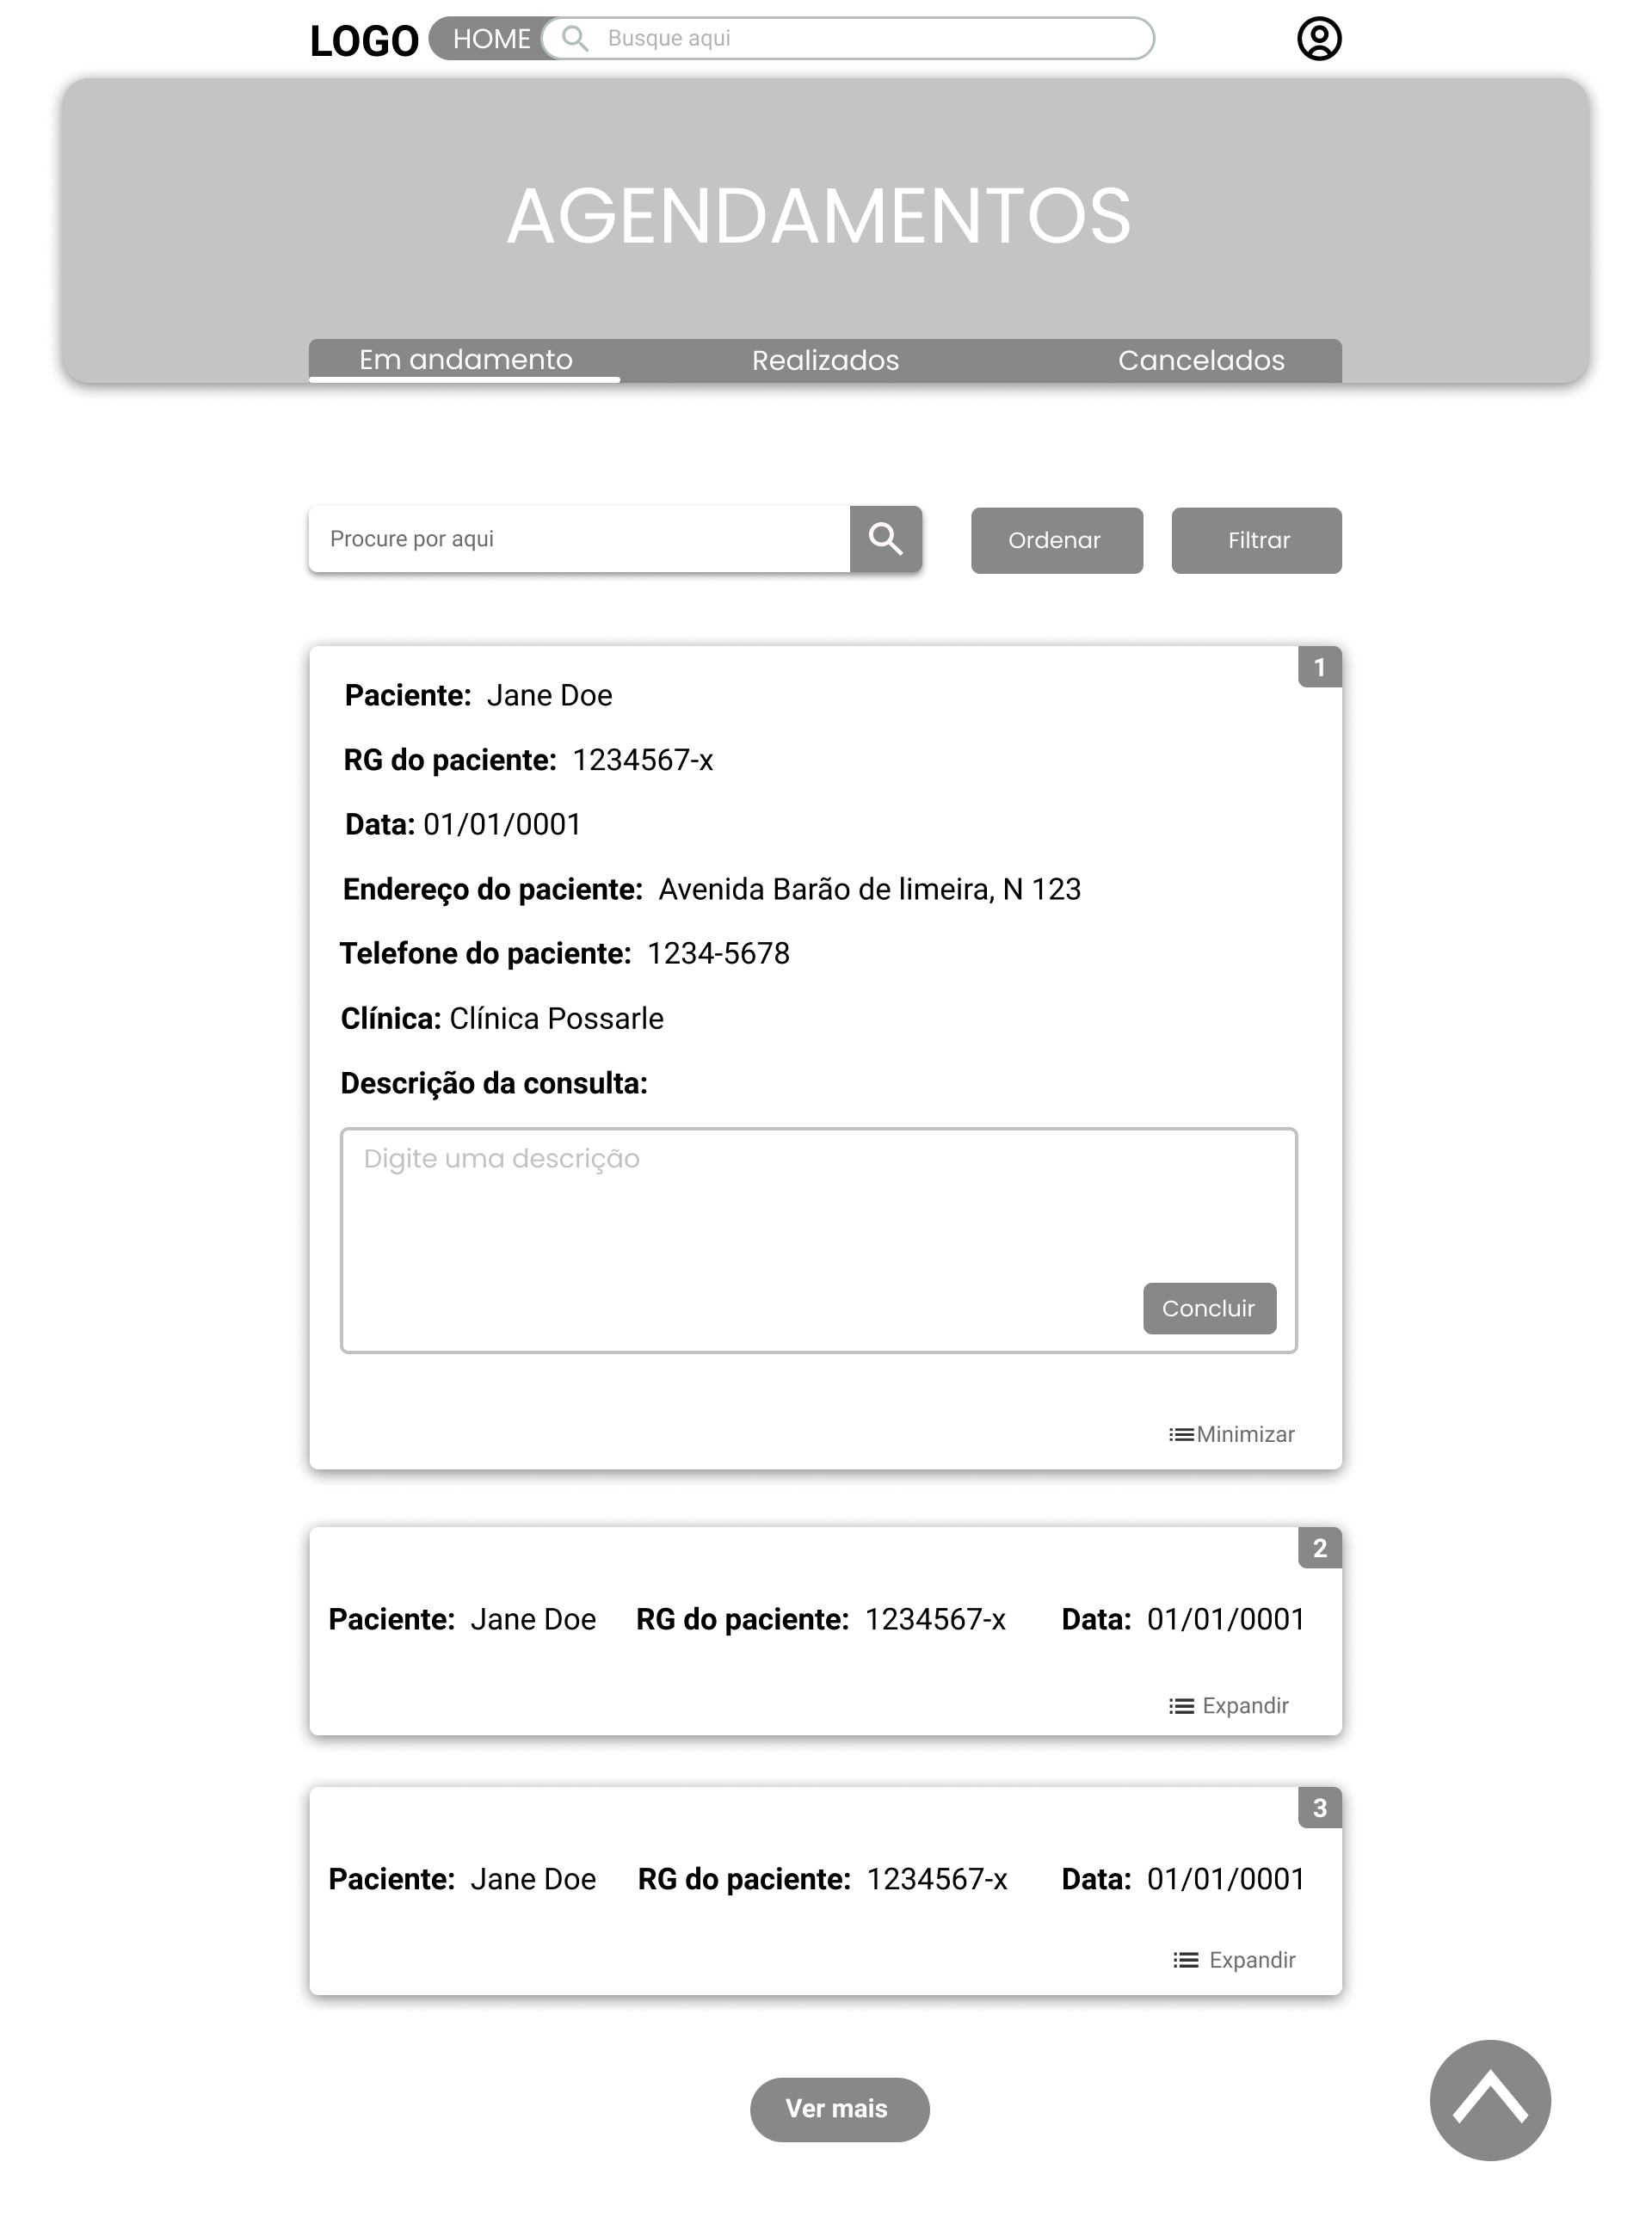 LOGO HOME Busque aqui
AGENDAMENTOS
Em andamento Realizados Cancelados
Procure por aqui Ordenar Filtrar
1
Paciente: Jane Doe
RG do paciente: 1234567-x
Data: 01/01/0001
Endereço do paciente: Avenida Barão de limeira, N 123
Telefone do paciente: 1234-5678
Clínica: Clínica Possarle
Descrição da consulta:
Digite uma descrição
Concluir
Minimizar
2
Paciente: Jane Doe RG do paciente: 1234567-x Data: 01/01/0001
Expandir
3
Paciente: Jane Doe RG do paciente: 1234567-x Data: 01/01/0001
Expandir
Ver mais